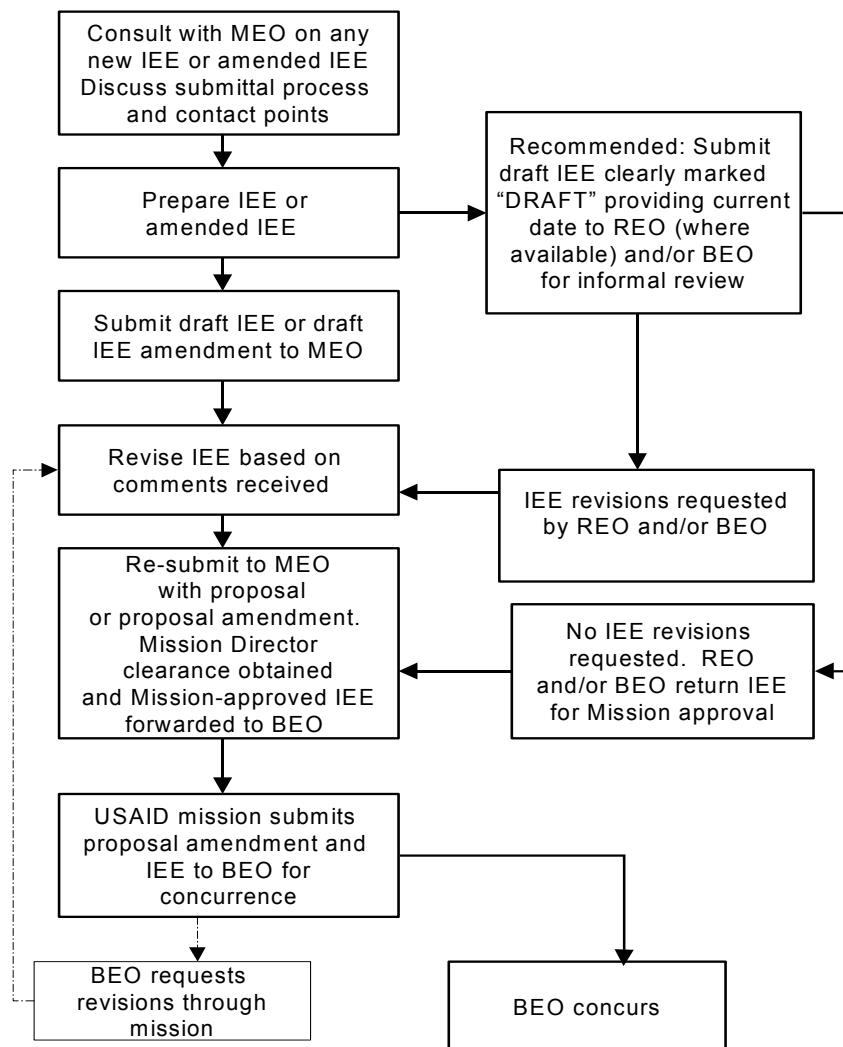 Consult with MEO on any
new IEE or amended IEE
Discuss submittal process
and contact points
Prepare IEE or
amended IEE
Recommended: Submit
draft IEE clearly marked
“DRAFT” providing current
date to REO (where
available) and/or BEO
for informal review
Submit draft IEE or draft
IEE amendment to MEO
Revise IEE based on
comments received
IEE revisions requested
by REO and/or BEO
Re-submit to MEO
with proposal
or proposal amendment.
Mission Director
clearance obtained
and Mission-approved IEE
forwarded to BEO
No IEE revisions
requested. REO
and/or BEO return IEE
for Mission approval
USAID mission submits
proposal amendment and
IEE to BEO for
concurrence
BEO requests
revisions through
mission
BEO concurs